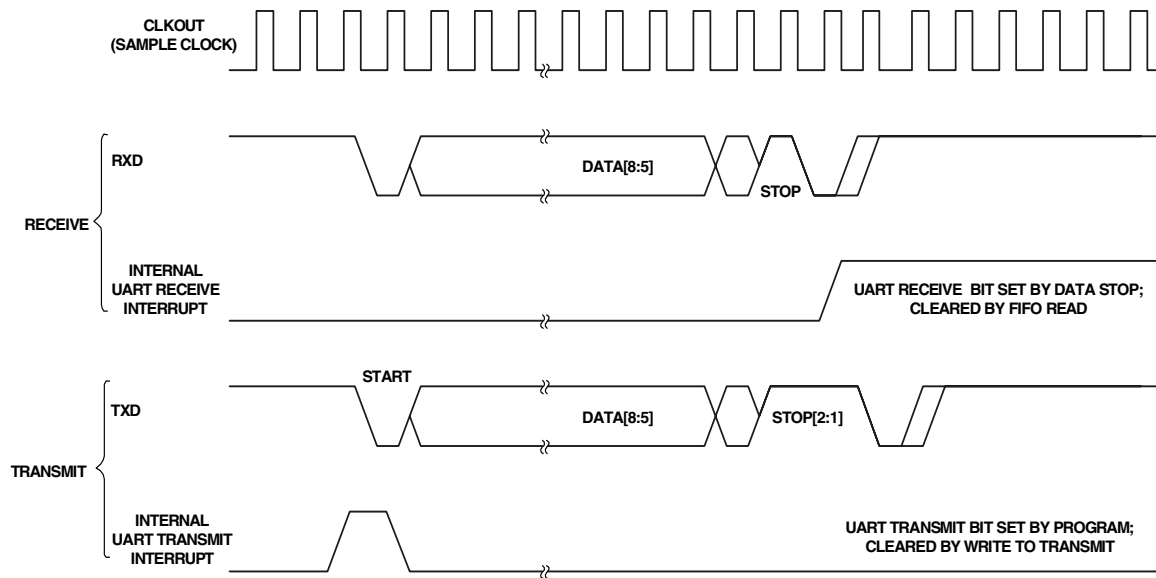 CLKOUT
(SAMPLE CLOCK)
RXD
DATA[8:5]
STOP
RECEIVE
INTERNAL
UART RECEIVE
INTERRUPT
UART RECEIVE BIT SET BY DATA STOP;
CLEARED BY FIFO READ
START
TXD
DATA[8:5]
STOP[2:1]
TRANSMIT
INTERNAL
UART TRANSMIT
INTERRUPT
UART TRANSMIT BIT SET BY PROGRAM;
CLEARED BY WRITE TO TRANSMIT